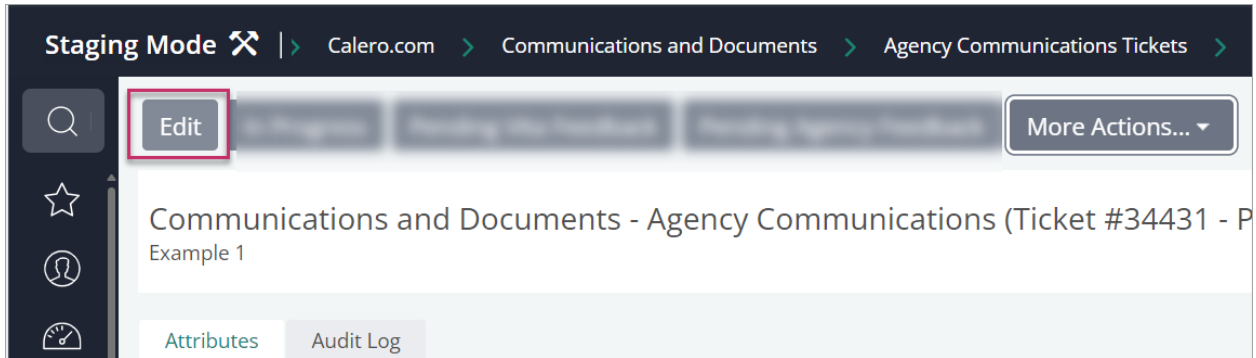 Staging Mode | > Calero.com > Communications and Documents > Agency Communications Tickets >
Edit More Actions...
Communications and Documents - Agency Communications (Ticket #34431 - P
Example 1
Attributes Audit Log